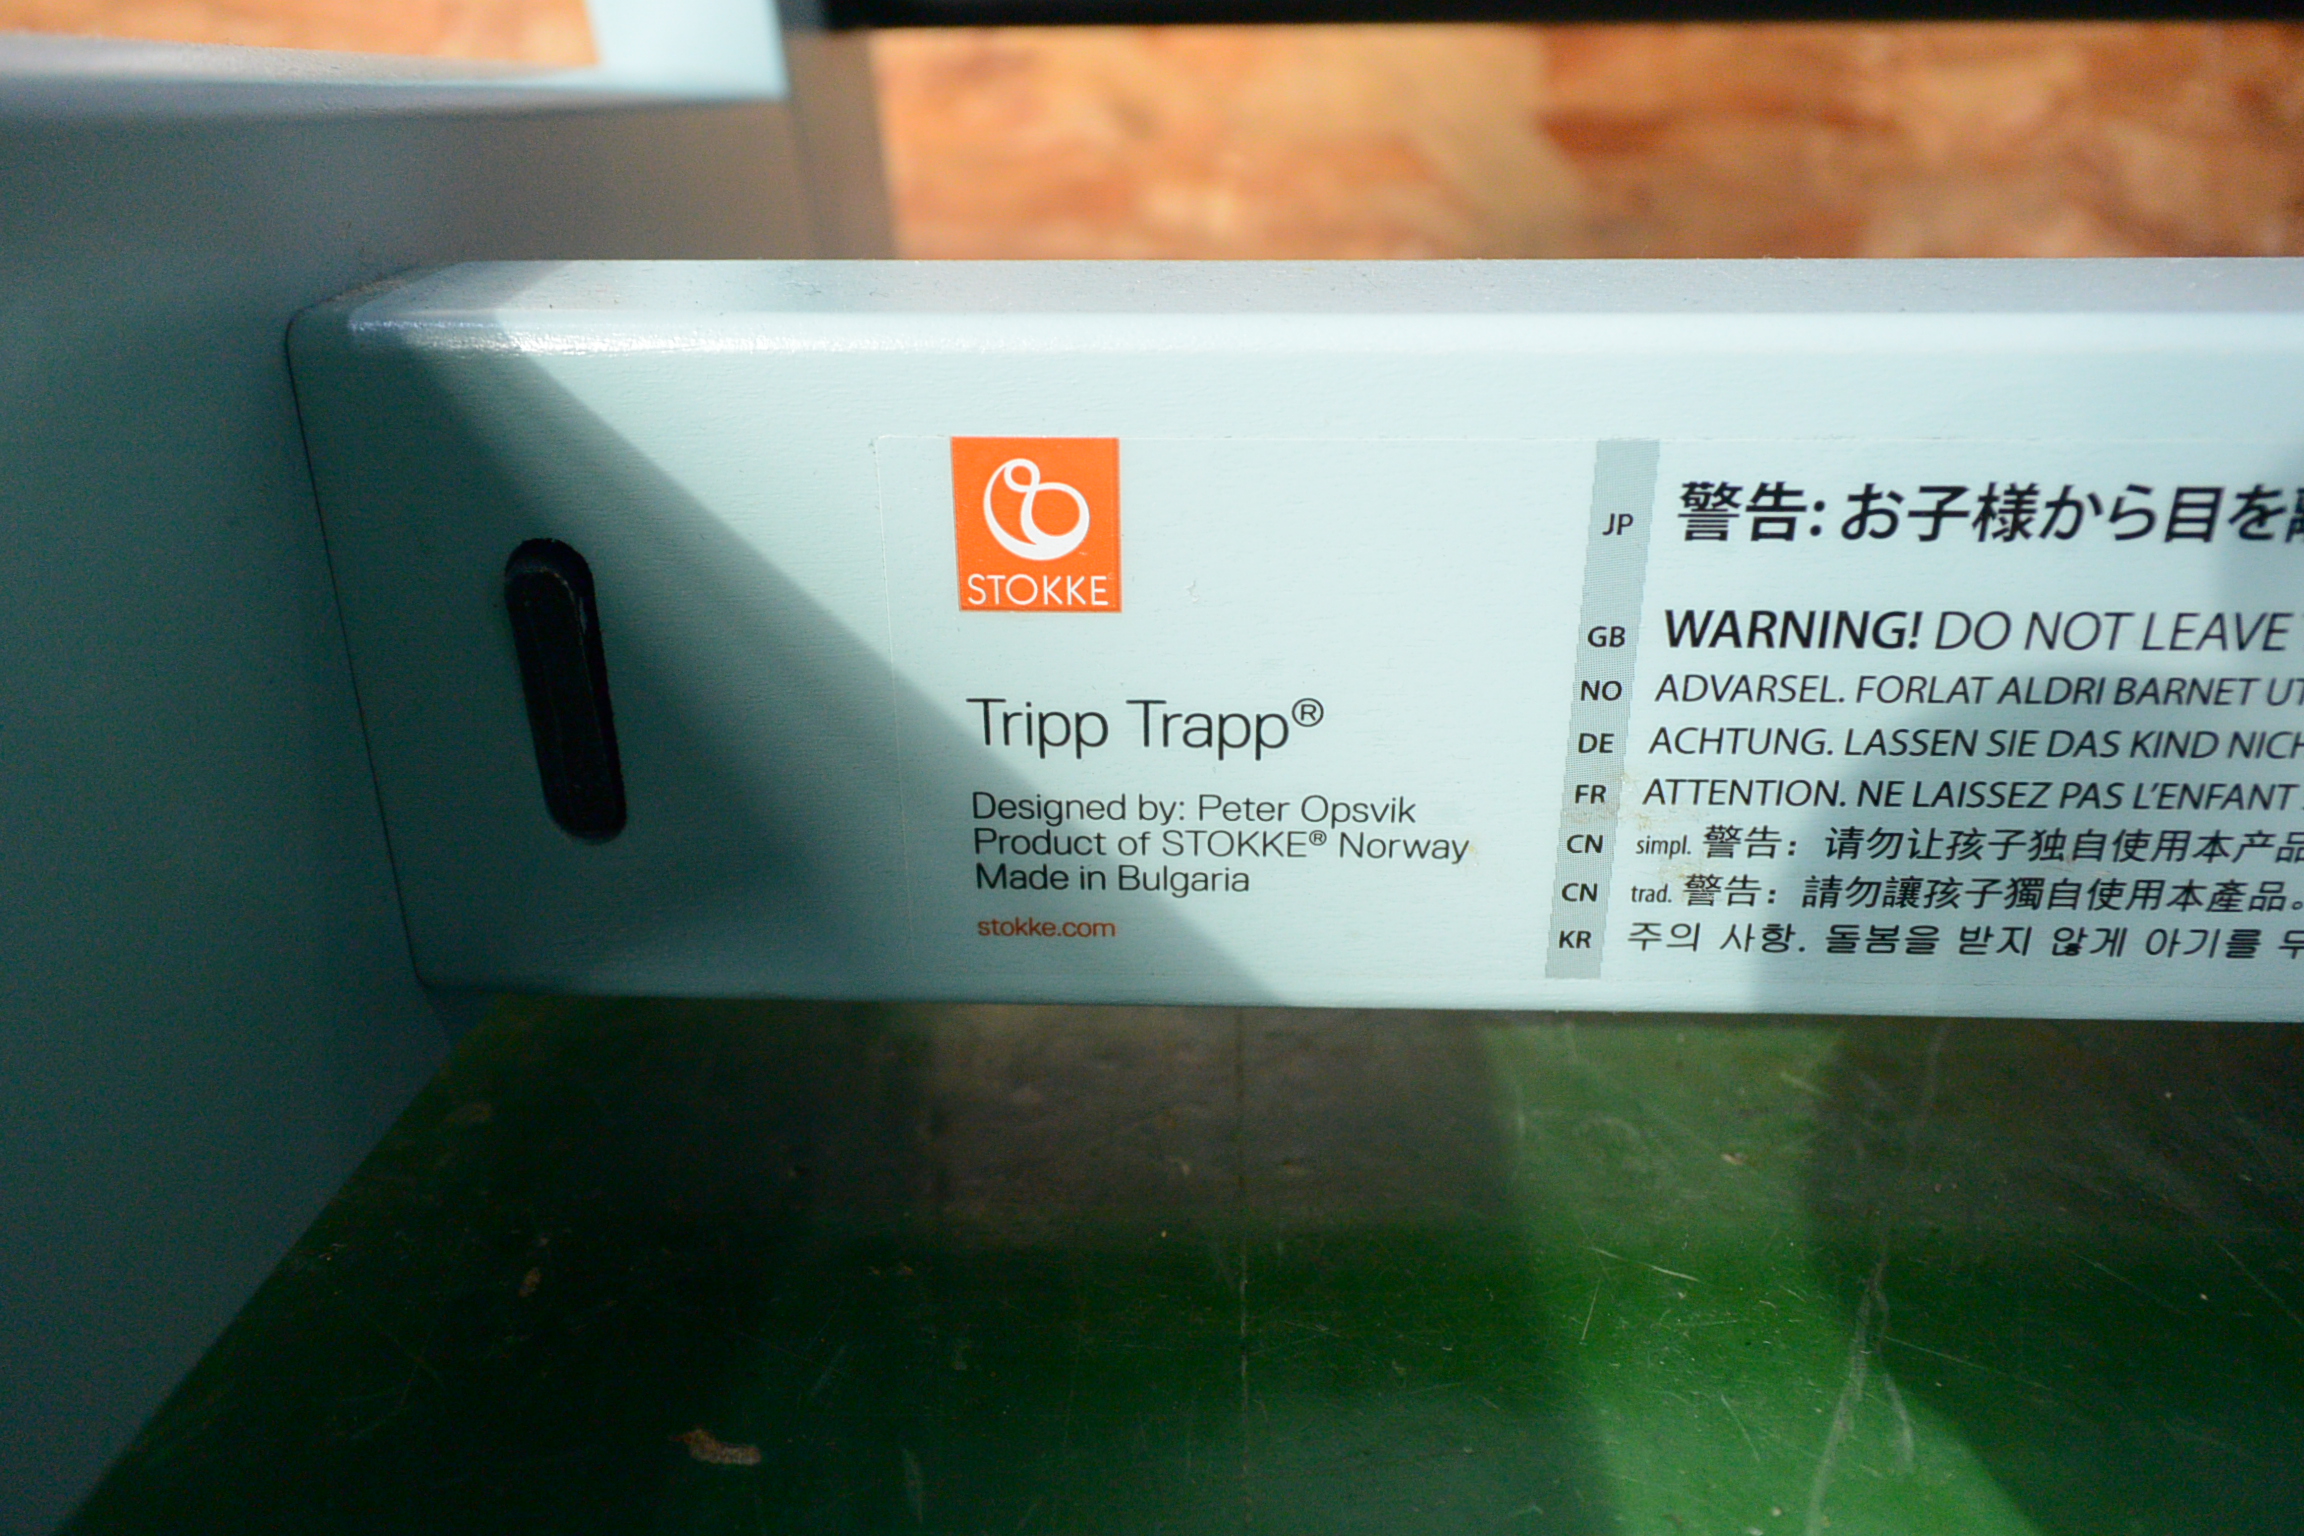 STOKKE
Tripp Trapp®
Designed by: Peter Opsvik
Product of STOKKE® Norway
Made in Bulgaria
stokke.com
JP 警告: お子様から目を
GB WARNING! DO NOT LEAVE
NO ADVARSEL. FORLAT ALDRI BARNET UT
DE ACHTUNG. LASSEN SIE DAS KIND NICH
FR ATTENTION. NE LAISSEZ PAS L'ENFANT
CN simpl. 警告：请勿让孩子独自使用本产品
CN trad. 警告：請勿讓孩子獨自使用本產品。
KR 주의 사항. 돌봄을 받지 않게 아기를